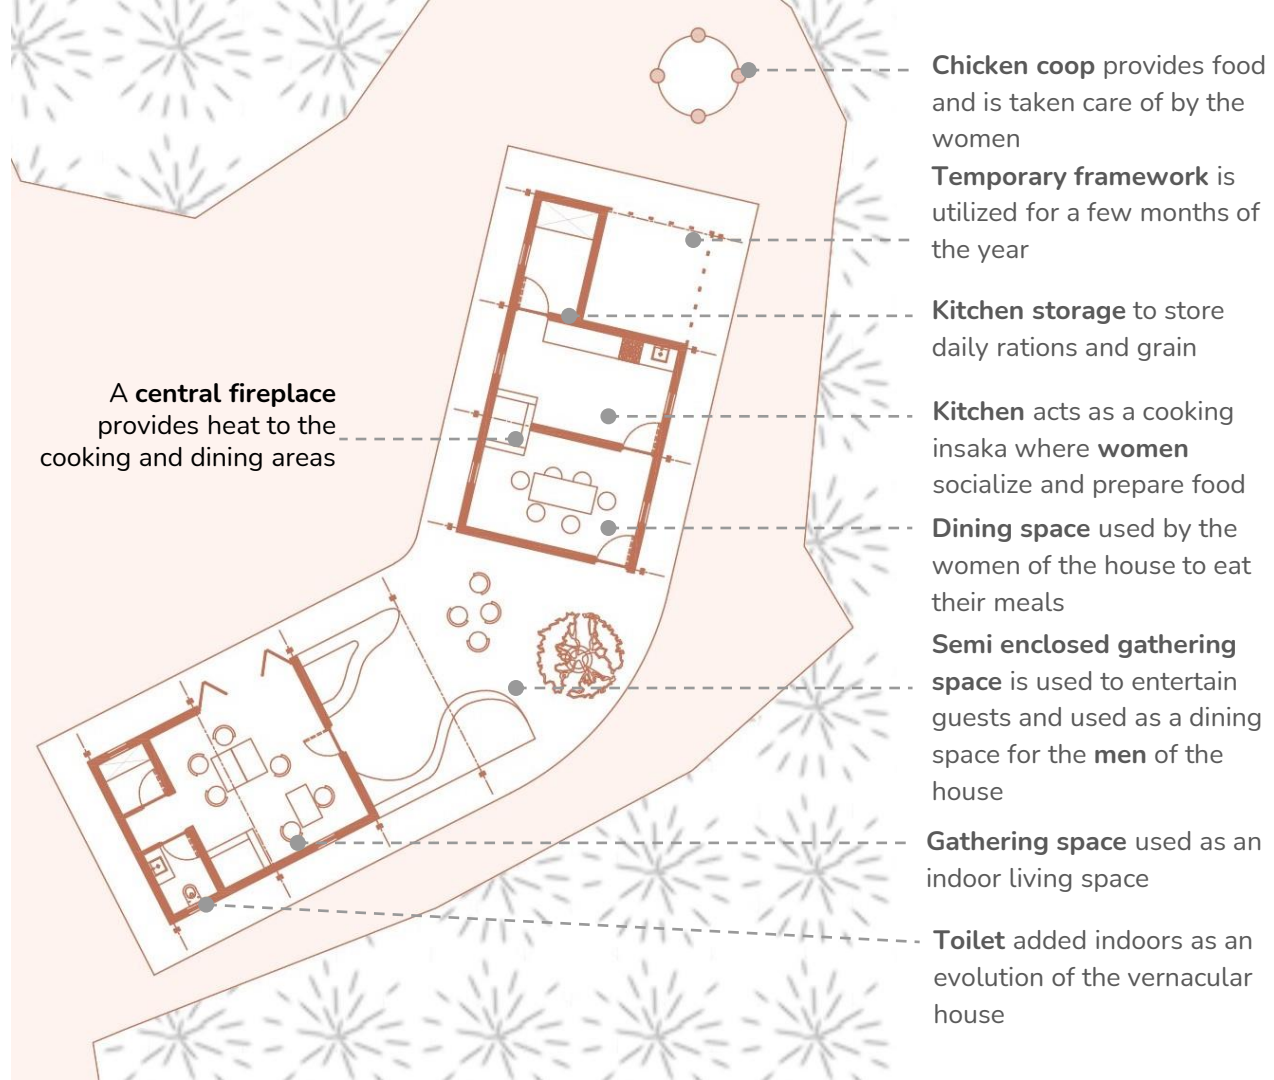 Chicken coop provides food
and is taken care of by the
women
Temporary framework is
utilized for a few months of
the year
Kitchen storage to store
daily rations and grain
A central fireplace
provides heat to the
cooking and dining areas
Kitchen acts as a cooking
insaka where women
socialize and prepare food
Dining space used by the
women of the house to eat
their meals
Semi enclosed gathering
space is used to entertain
guests and used as a dining
space for the men of the
house
Gathering space used as an
indoor living space
Toilet added indoors as an
evolution of the vernacular
house